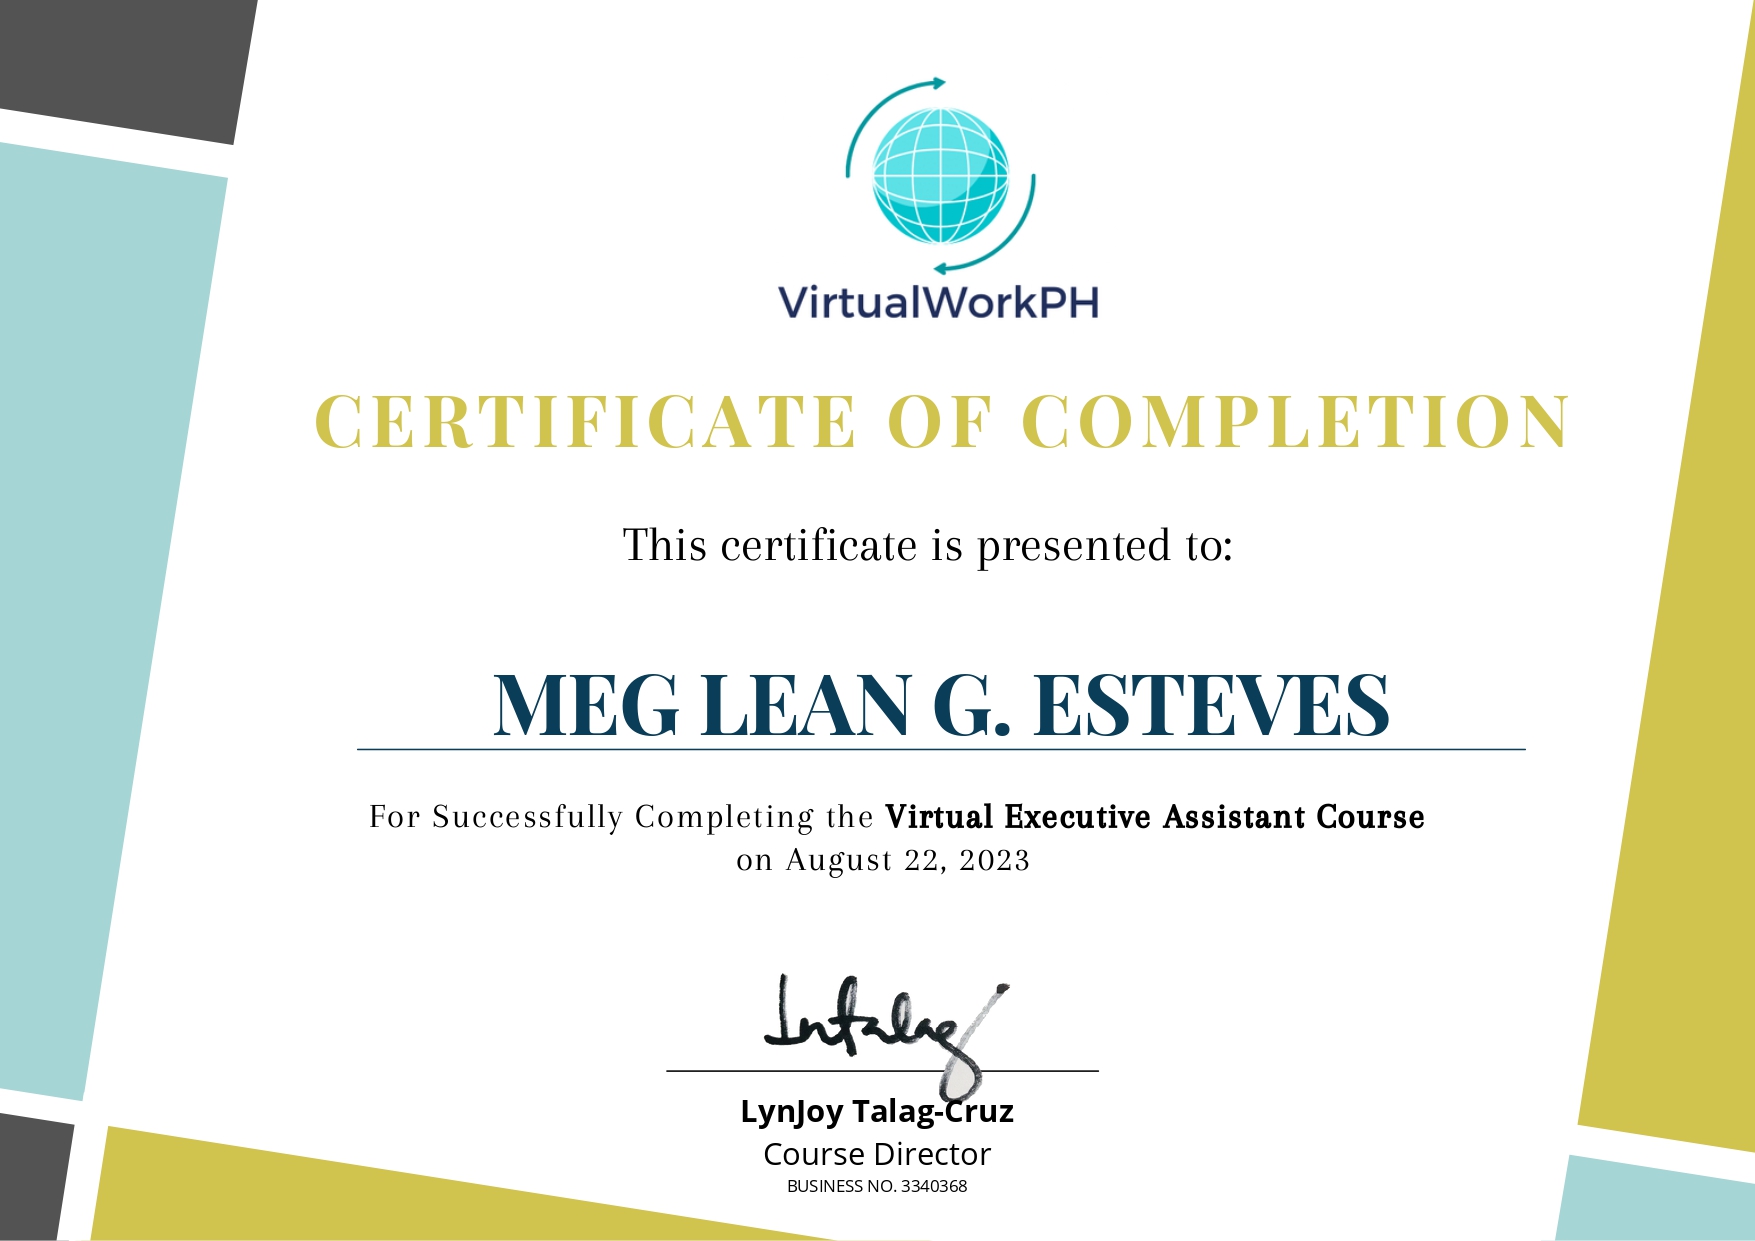 VirtualWorkPH
CERTIFICATE OF COMPLETION
This certificate is presented to:
MEG LEAN G. ESTEVES
For Successfully Completing the Virtual Executive Assistant Course
on August 22, 2023
LynJoy Talag-Cruz
Course Director
BUSINESS NO. 3340368